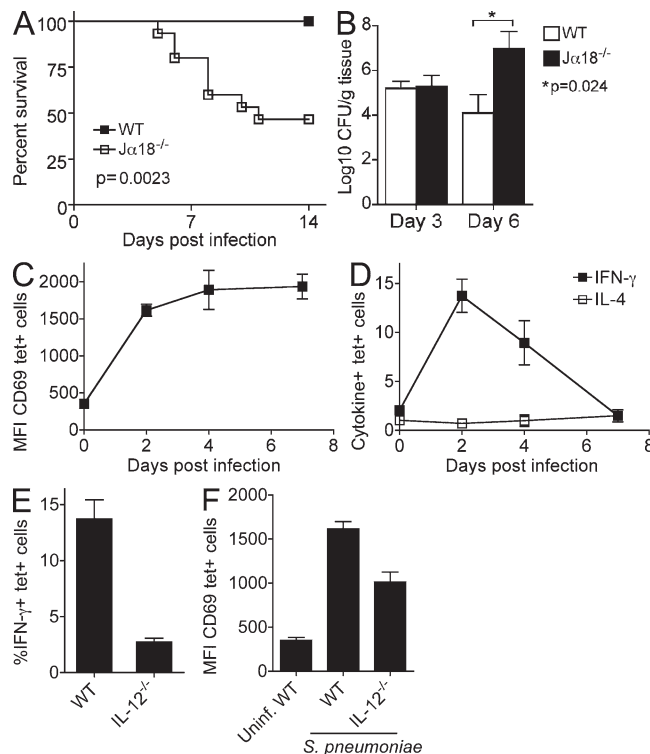 A
Percent survival
100
75
50
25
0
WT
Jα18-/-
p=0.0023
0
7
14
Days post infection
B
Log10 CFU/g tissue
8
6
4
2
0
*
WT
Jα18-/-
*p=0.024
Day 3
Day 6
C
MFI CD69 tet+ cells
2000
1500
1000
500
0
0
2
4
6
8
Days post infection
D
Cytokine+ tet+ cells
15
10
5
0
IFN-γ
IL-4
0
2
4
6
8
Days post infection
E
%IFN-γ+ tet+ cells
15
10
5
0
WT
IL-12-/-
F
MFI CD69 tet+ cells
2000
1500
1000
500
0
Uninf. WT
WT
IL-12-/-
S. pneumoniae